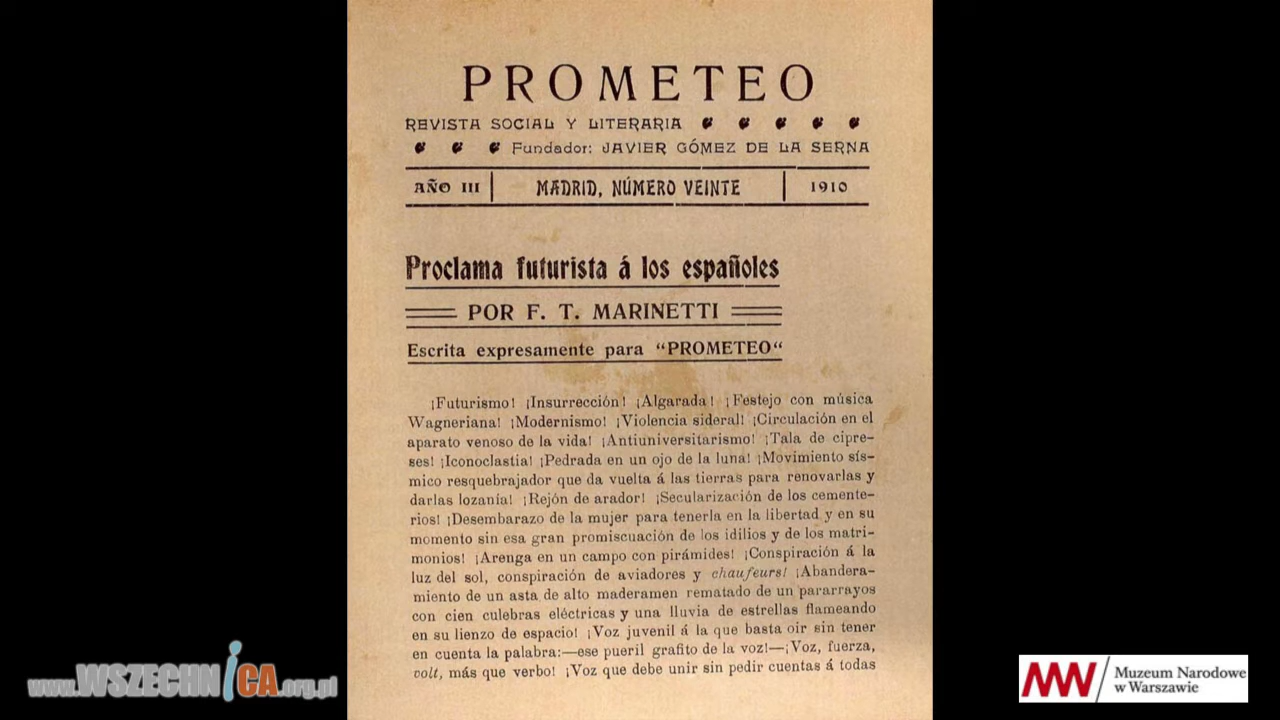 PROMETEO
REVISTA SOCIAL Y LITERARIA
Fundador: JAVIER GÓMEZ DE LA SERNA
AÑO III
MADRID, NÚMERO VEINTE
1910
Proclama futurista á los españoles
POR F. T. MARINETTI
Escrita expresamente para “PROMETEO“
¡Futurismo! ¡Insurrección! ¡Algarada! ¡Festejo con música
Wagneriana! ¡Modernismo! ¡Violencia sideral! ¡Circulación en el
aparato venoso de la vida! ¡Antiuniversitarismo! ¡Tala de cipre-
ses! ¡Iconoclastia! ¡Pedrada en un ojo de la luna! ¡Movimiento sís-
mico resquebrajador que da vuelta á las tierras para renovarlas y
darlas lozanía! ¡Rejón de arador! ¡Secularización de los cemente-
rios! ¡Desembarazo de la mujer para tenerla en la libertad y en su
momento sin esa gran promiscuación de los idilios y de los matri-
monios! ¡Arenga en un campo con pirámides! ¡Conspiración á la
luz del sol, conspiración de aviadores y chaufeurs! ¡Abandera-
miento de un asta de alto maderamen rematado de un pararrayos
con cien culebras eléctricas y una lluvia de estrellas flameando
en su lienzo de espacio! ¡Voz juvenil á la que basta oir sin tener
en cuenta la palabra:—ese pueril grafito de la voz!—¡Voz, fuerza,
volt, más que verbo! ¡Voz que debe unir sin pedir cuentas á todas
www.WSZECHNICA.org.pl
MNW
Muzeum Narodowe
w Warszawie